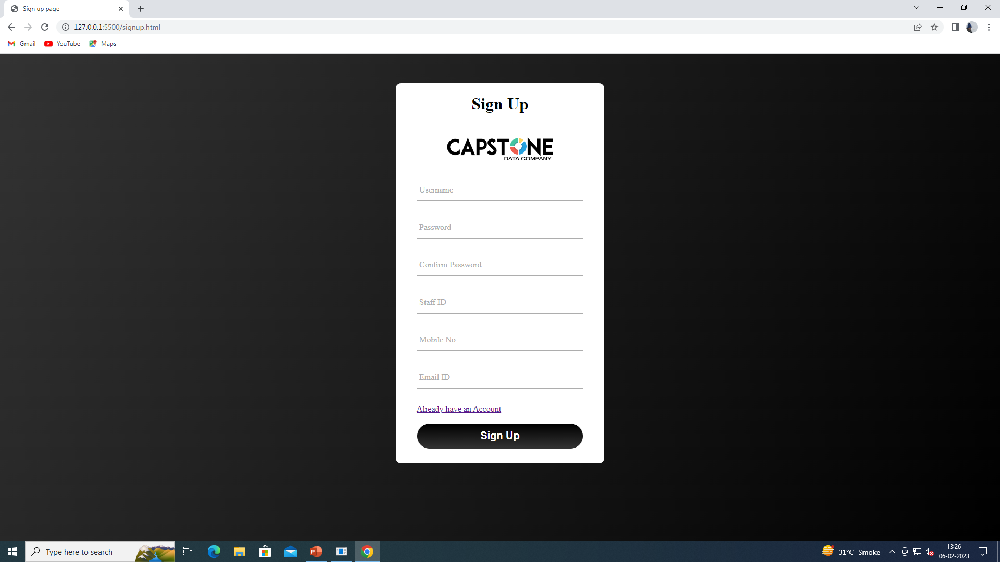 Sign up page
127.0.0.1:5500/signup.html
Gmail
YouTube
Maps
Sign Up
CAPSTONE
DATA COMPANY.
Username
Password
Confirm Password
Staff ID
Mobile No.
Email ID
Already have an Account
Sign Up
Type here to search
31°C Smoke
13:26
06-02-2023